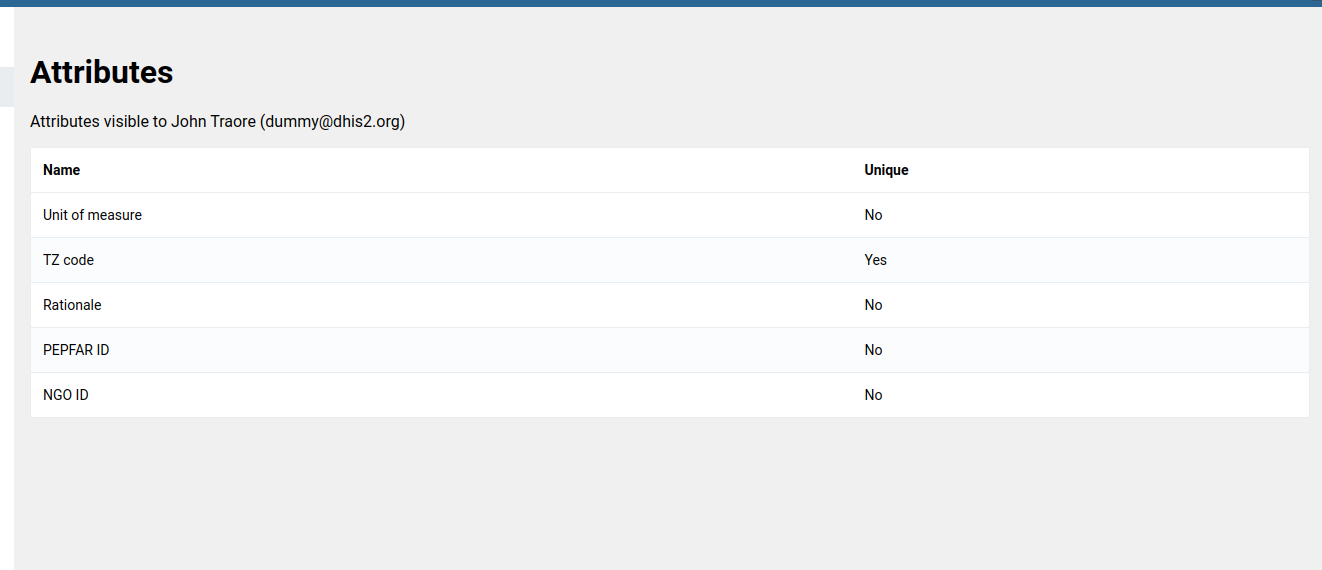 Attributes
Attributes visible to John Traore (dummy@dhis2.org)
Name Unique
Unit of measure No
TZ code Yes
Rationale No
PEPFAR ID No
NGO ID No